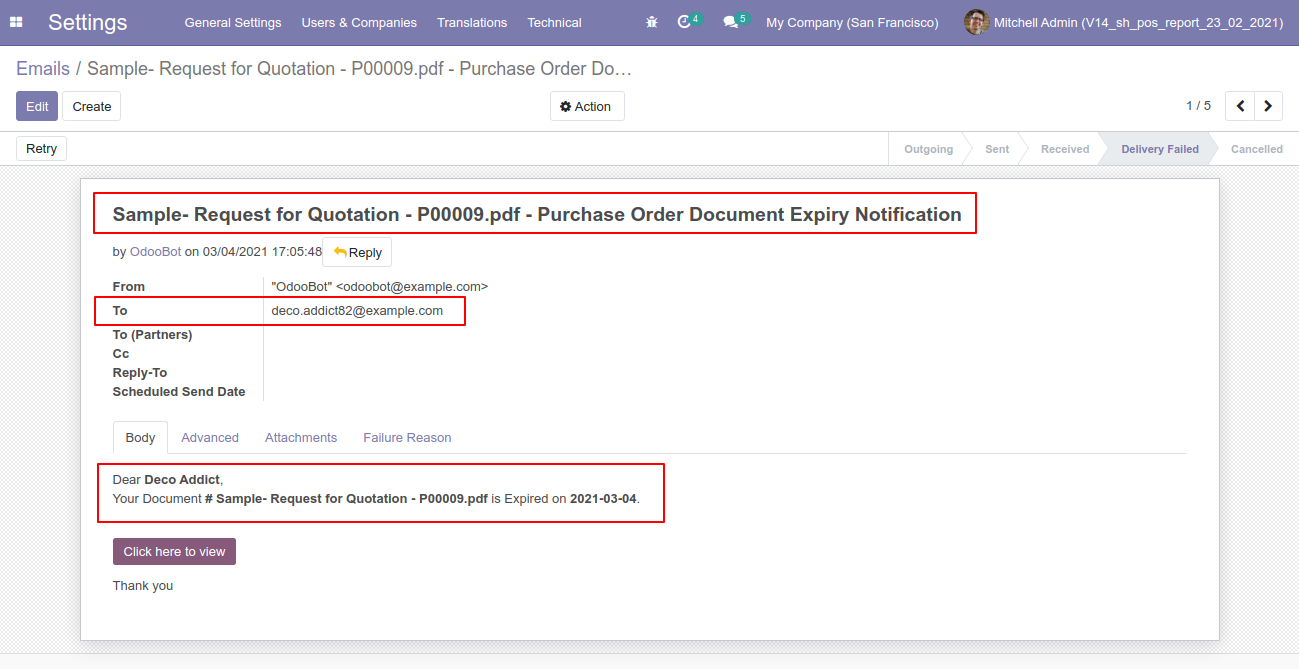 Settings General Settings Users & Companies Translations Technical 4 5 My Company (San Francisco) Mitchell Admin (V14_sh_pos_report_23_02_2021)
Emails / Sample- Request for Quotation - P00009.pdf - Purchase Order Do…
Edit Create Action 1 / 5
Retry Outgoing Sent Received Delivery Failed Cancelled
Sample- Request for Quotation - P00009.pdf - Purchase Order Document Expiry Notification
by OdooBot on 03/04/2021 17:05:48 Reply
From "OdooBot" <odoobot@example.com>
To deco.addict82@example.com
To (Partners)
Cc
Reply-To
Scheduled Send Date
Body Advanced Attachments Failure Reason
Dear Deco Addict,
Your Document # Sample- Request for Quotation - P00009.pdf is Expired on 2021-03-04.
Click here to view
Thank you